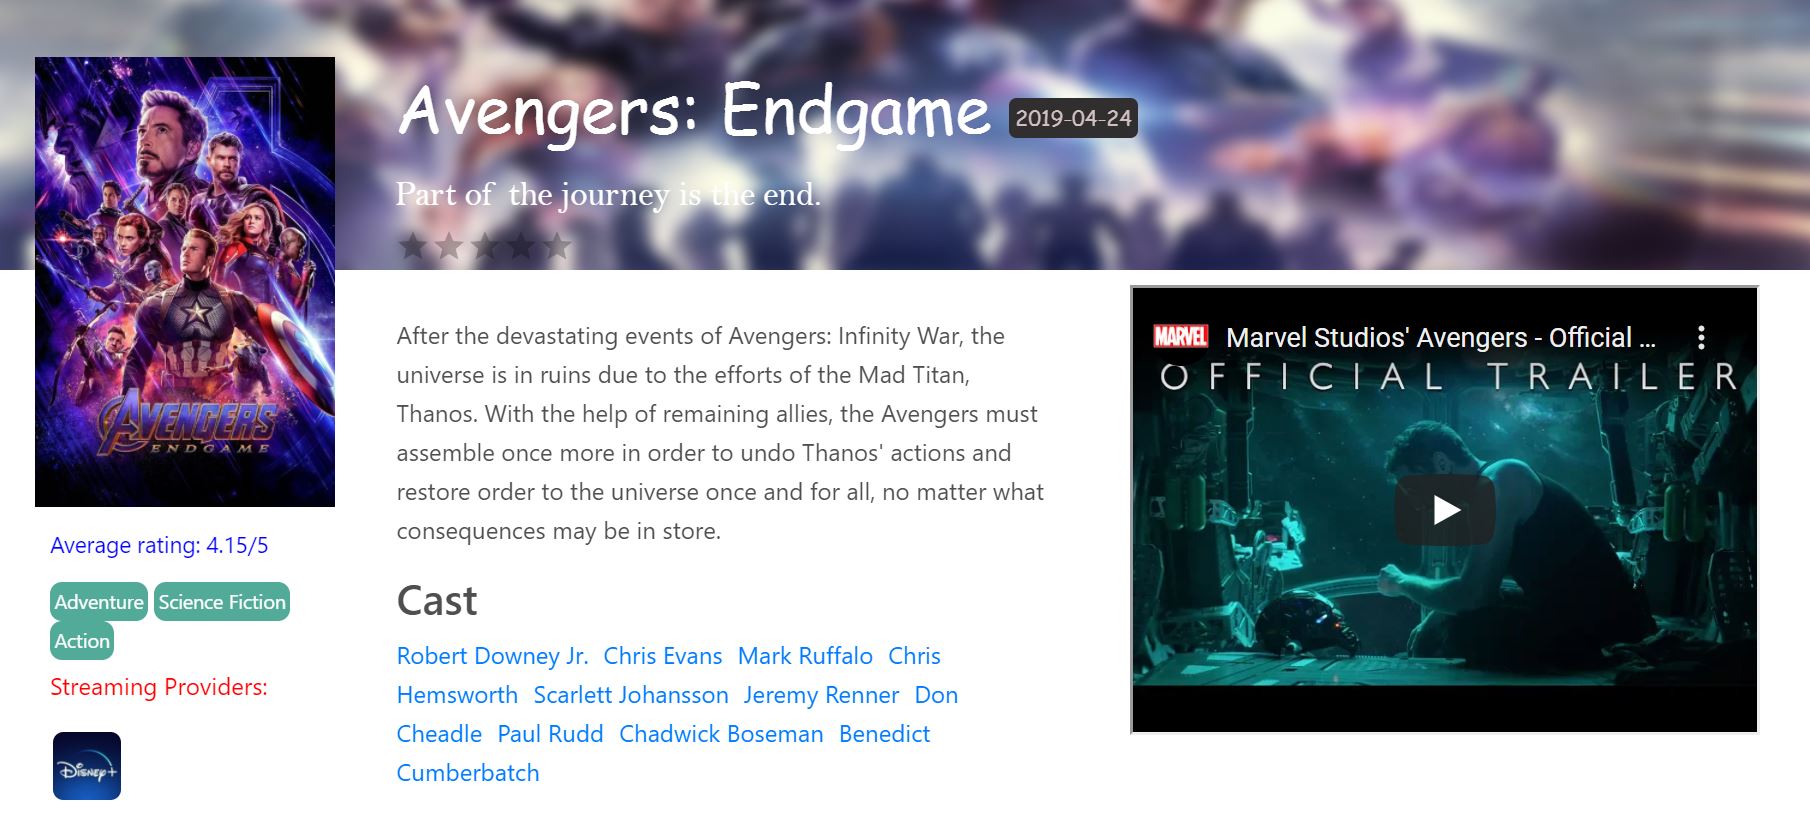 Avengers: Endgame 2019-04-24
Part of the journey is the end.
AVENGERS
ENDGAME
After the devastating events of Avengers: Infinity War, the
universe is in ruins due to the efforts of the Mad Titan,
Thanos. With the help of remaining allies, the Avengers must
assemble once more in order to undo Thanos' actions and
restore order to the universe once and for all, no matter what
consequences may be in store.
MARVEL Marvel Studios' Avengers - Official ...
OFFICIAL TRAILER
Average rating: 4.15/5
Adventure Science Fiction
Action
Streaming Providers:
Disney+
Cast
Robert Downey Jr. Chris Evans Mark Ruffalo Chris
Hemsworth Scarlett Johansson Jeremy Renner Don
Cheadle Paul Rudd Chadwick Boseman Benedict
Cumberbatch